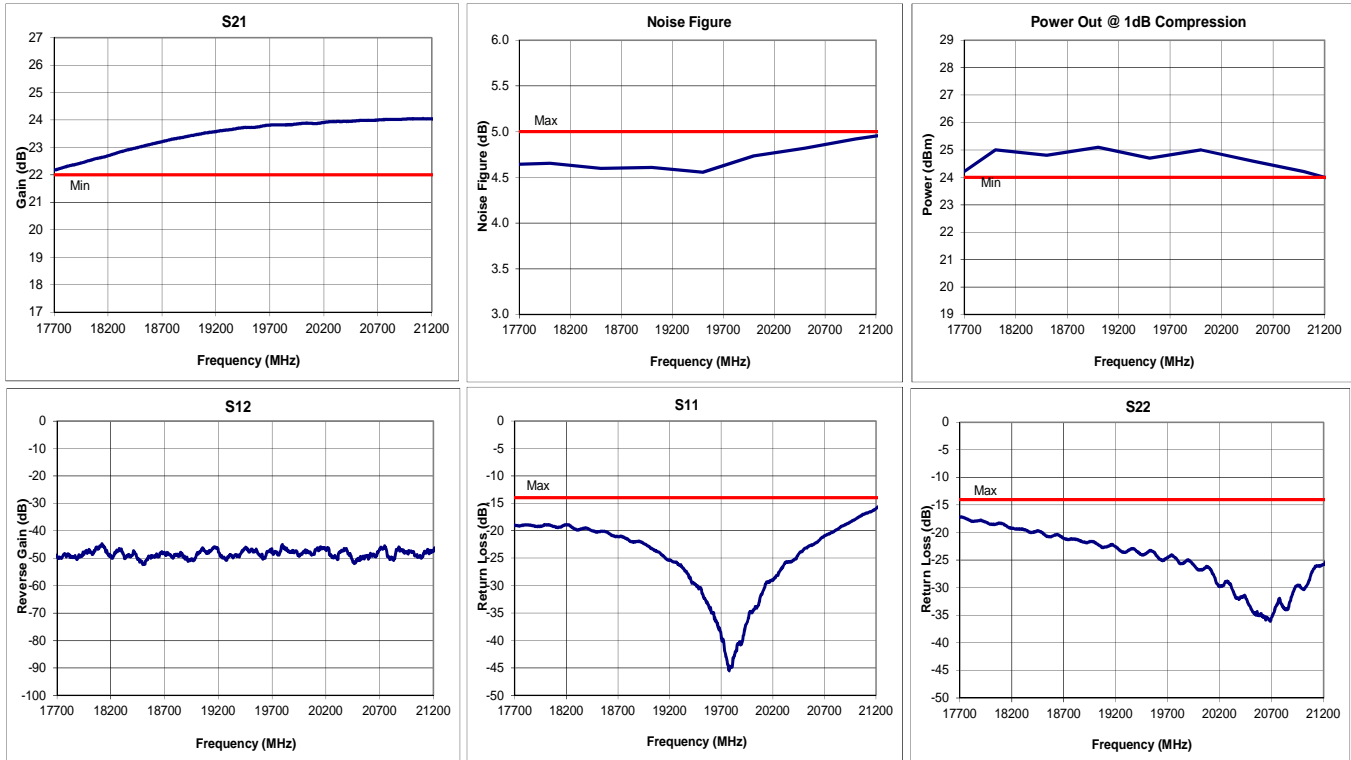 S21
27
26
25
24
23
22
21
20
19
18
17
Gain (dB)
Min
17700 18200 18700 19200 19700 20200 20700 21200
Frequency (MHz)
Noise Figure
6.0
5.5
5.0
4.5
4.0
3.5
3.0
Noise Figure (dB)
Max
17700 18200 18700 19200 19700 20200 20700 21200
Frequency (MHz)
Power Out @ 1dB Compression
29
28
27
26
25
24
23
22
21
20
19
Power (dBm)
Min
17700 18200 18700 19200 19700 20200 20700 21200
Frequency (MHz)
S12
0
-10
-20
-30
-40
-50
-60
-70
-80
-90
-100
Reverse Gain (dB)
17700 18200 18700 19200 19700 20200 20700 21200
Frequency (MHz)
S11
0
-5
-10
-15
-20
-25
-30
-35
-40
-45
-50
Return Loss (dB)
Max
17700 18200 18700 19200 19700 20200 20700 21200
Frequency (MHz)
S22
0
-5
-10
-15
-20
-25
-30
-35
-40
-45
-50
Return Loss (dB)
Max
17700 18200 18700 19200 19700 20200 20700 21200
Frequency (MHz)